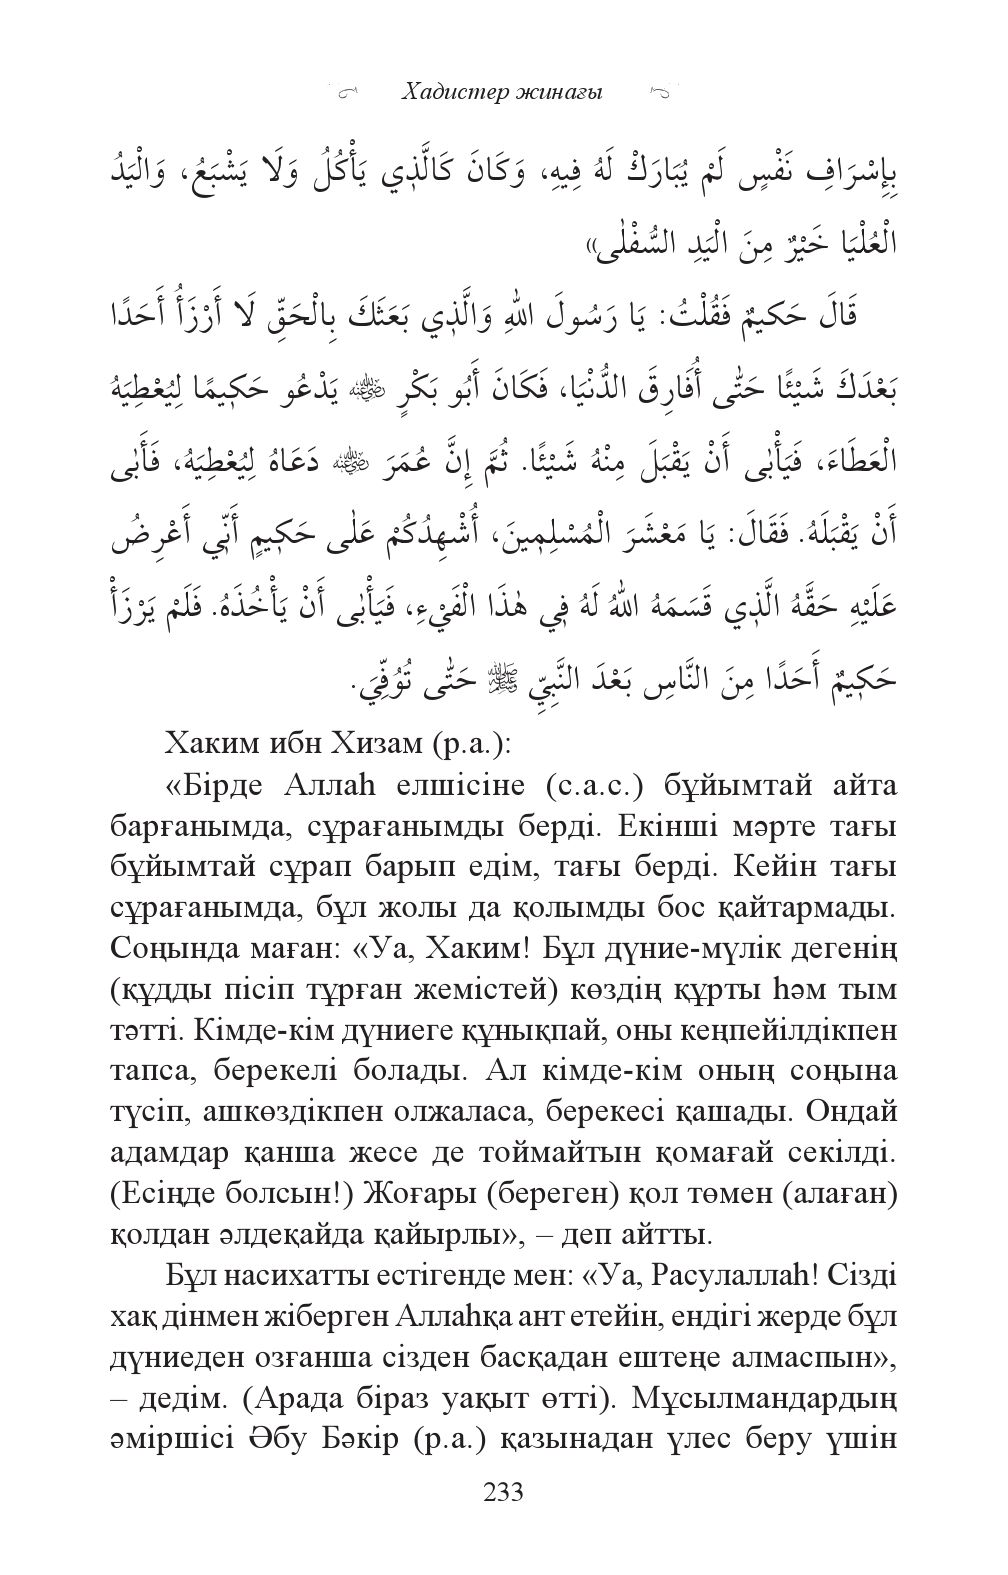 Хадистер жинағы
بِإِسْرَافِ نَفْسٍ لَمْ يُبَارَكْ لَهُ فِيهِ، وَكَانَ كَالَّذِي يَأْكُلُ وَلَا يَشْبَعُ، وَالْيَدُ
الْعُلْيَا خَيْرٌ مِنَ الْيَدِ السُّفْلٰى»
قَالَ حَكِيمٌ فَقُلْتُ: يَا رَسُولَ اللهِ وَالَّذِي بَعَثَكَ بِالْحَقِّ لَا أَرْزَأُ أَحَدًا
بَعْدَكَ شَيْئًا حَتّٰى أُفَارِقَ الدُّنْيَا، فَكَانَ أَبُو بَكْرٍ ﷺ يَدْعُو حَكِيمًا لِيُعْطِيَهُ
الْعَطَاءَ، فَيَأْبٰى أَنْ يَقْبَلَ مِنْهُ شَيْئًا. ثُمَّ إِنَّ عُمَرَ رضي الله عنه دَعَاهُ لِيُعْطِيَهُ، فَأَبٰى
أَنْ يَقْبَلَهُ. فَقَالَ: يَا مَعْشَرَ الْمُسْلِمِينَ، أُشْهِدُكُمْ عَلٰى حَكِيمٍ أَنِّي أَعْرِضُ
عَلَيْهِ حَقَّهُ الَّذِي قَسَمَهُ اللهُ لَهُ فِي هٰذَا الْفَيْءِ، فَيَأْبٰى أَنْ يَأْخُذَهُ. فَلَمْ يَرْزَأْ
حَكِيمٌ أَحَدًا مِنَ النَّاسِ بَعْدَ النَّبِيِّ ﷺ حَتّٰى تُوُفِّيَ.
Хаким ибн Хизам (р.а.):
«Бірде Аллаһ елшісіне (с.а.с.) бұйымтай айта
барғанымда, сұрағанымды берді. Екінші мәрте тағы
бұйымтай сұрап барып едім, тағы берді. Кейін тағы
сұрағанымда, бұл жолы да қолымды бос қайтармады.
Соңында маған: «Уа, Хаким! Бұл дүние-мүлік дегенің
(құдды пісіп тұрған жемістей) көздің құрты һәм тым
тәтті. Кімде-кім дүниеге құнықпай, оны кеңпейілдікпен
тапса, берекелі болады. Ал кімде-кім оның соңына
түсіп, ашкөздікпен олжаласа, берекесі қашады. Ондай
адамдар қанша жесе де тоймайтын қомағай секілді.
(Есіңде болсын!) Жоғары (береген) қол төмен (алаған)
қолдан әлдеқайда қайырлы», – деп айтты.
Бұл насихатты естігенде мен: «Уа, Расулаллаһ! Сізді
хақ дінмен жіберген Аллаһқа ант етейін, ендігі жерде бұл
дүниеден озғанша сізден басқадан ештеңе алмаспын»,
– дедім. (Арада біраз уақыт өтті). Мұсылмандардың
әміршісі Әбу Бәкір (р.а.) қазынадан үлес беру үшін
233